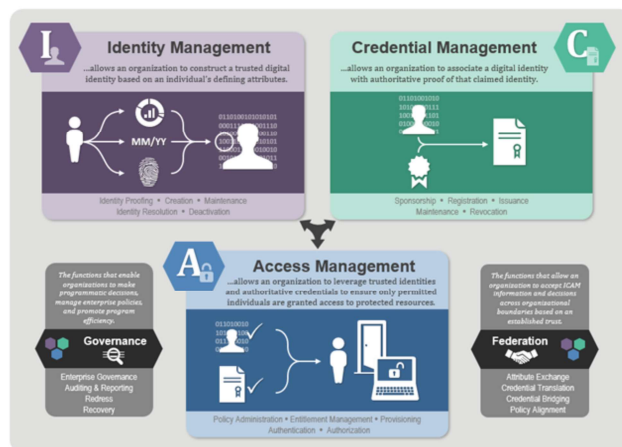 I
Identity Management
...allows an organization to construct a trusted digital
identity based on an individual's defining attributes.
MM/YY
Identity Proofing • Creation • Maintenance
Identity Resolution • Deactivation
C
Credential Management
...allows an organization to associate a digital identity
with authoritative proof of that claimed identity.
Sponsorship • Registration • Issuance
Maintenance • Revocation
A
Access Management
...allows an organization to leverage trusted identities
and authoritative credentials to ensure only permitted
individuals are granted access to protected resources.
Policy Administration • Entitlement Management • Provisioning
Authentication • Authorization
The functions that enable
organizations to make
programmatic decisions,
manage enterprise policies,
and promote program
efficiency.
Governance
Enterprise Governance
Auditing & Reporting
Redress
Recovery
The functions that allow an
organization to accept ICAM
information and decisions
across organizational
boundaries based on an
established trust.
Federation
Attribute Exchange
Credential Translation
Credential Bridging
Policy Alignment